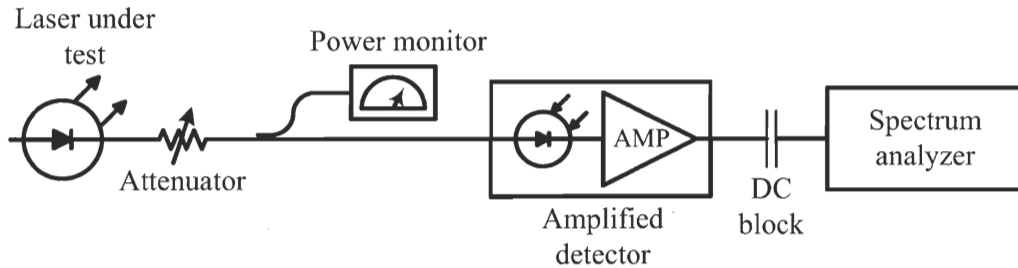 Laser under
test
Power monitor
Attenuator
AMP
Amplified
detector
DC
block
Spectrum
analyzer